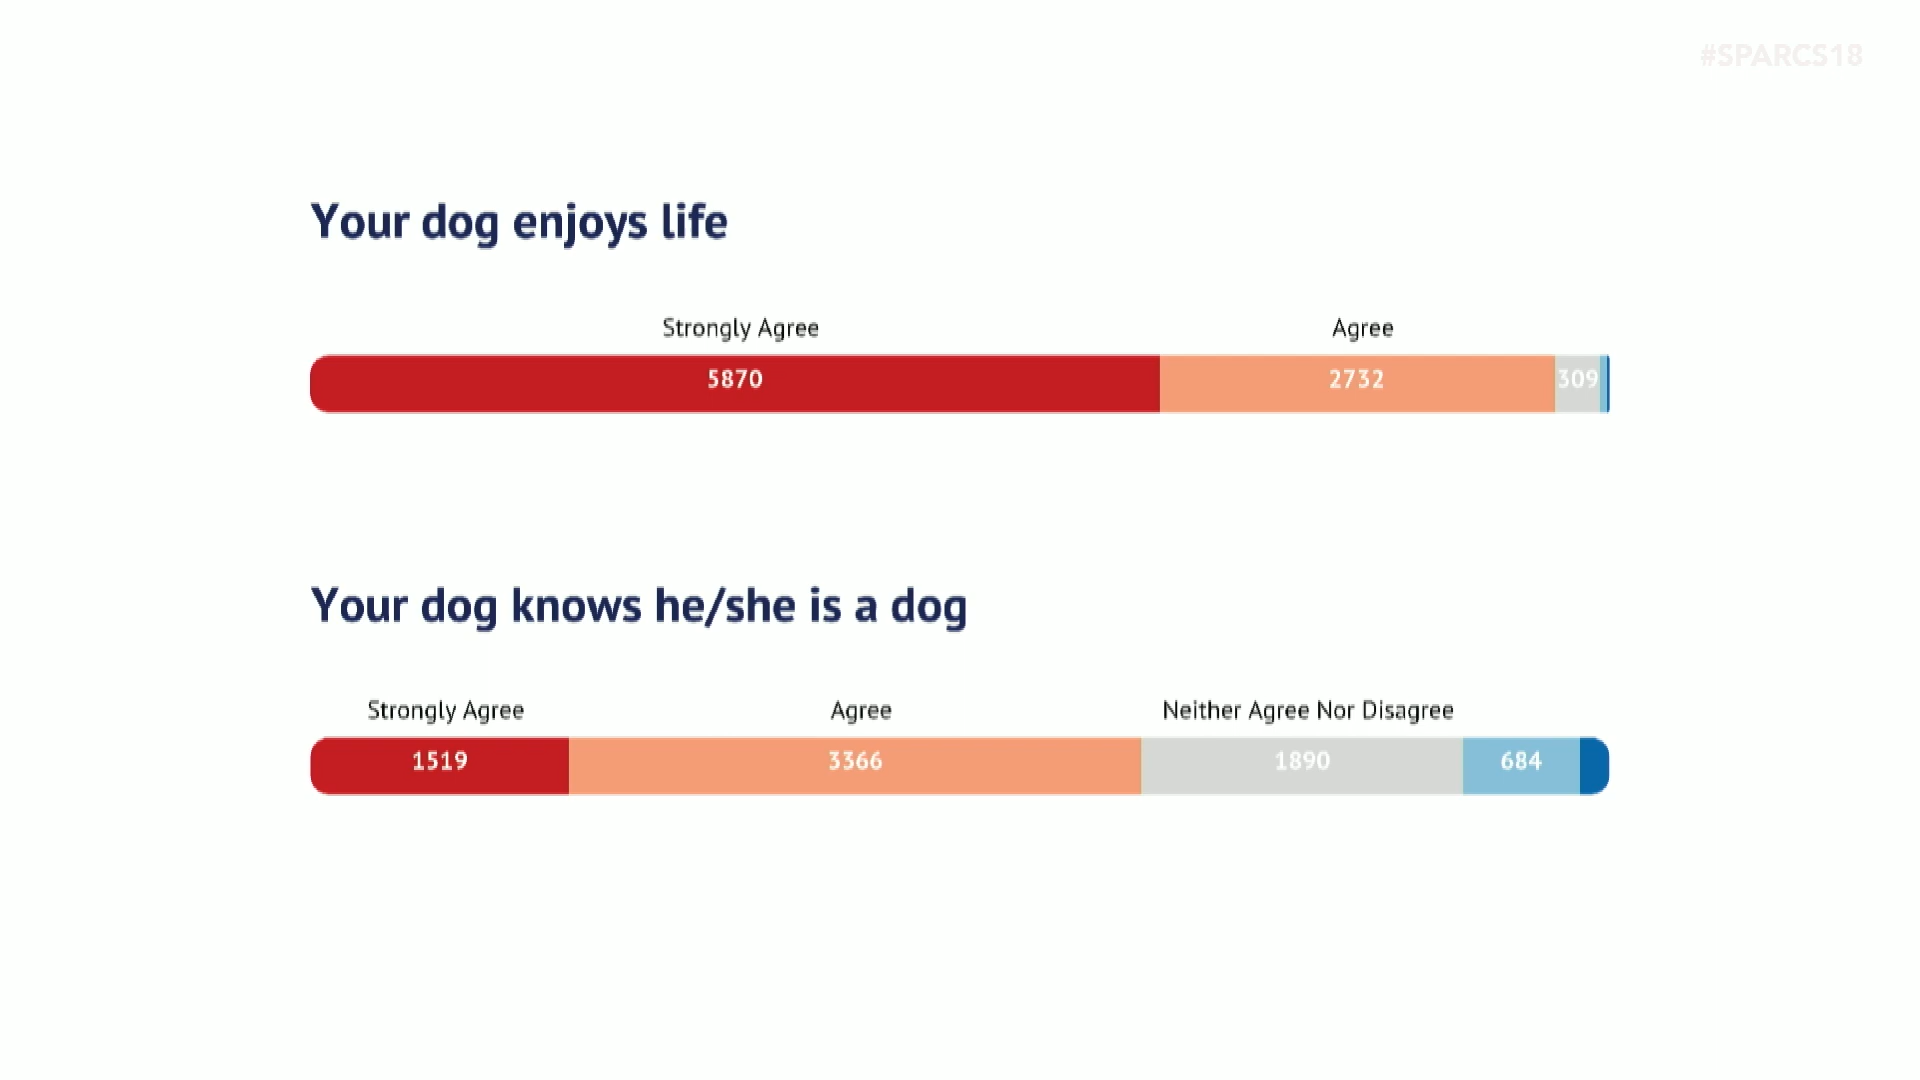 #SPARCS18
Your dog enjoys life
Strongly Agree Agree
5870 2732 309
Your dog knows he/she is a dog
Strongly Agree Agree Neither Agree Nor Disagree
1519 3366 1890 684